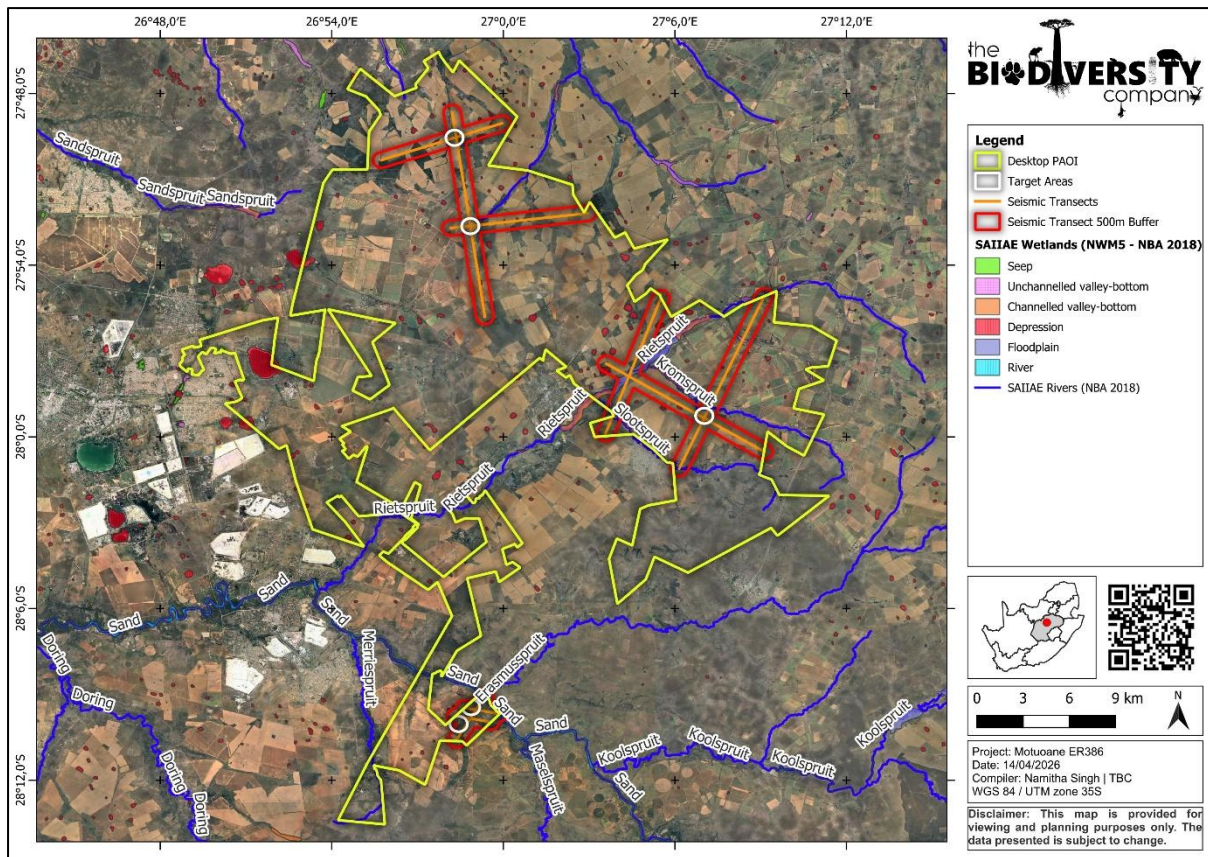 26°48,0'E
26°54,0'E
27°0,0'E
27°6,0'E
27°12,0'E
27°48,0'S
27°54,0'S
28°0,0'S
28°6,0'S
28°12,0'S
Sandspruit
Sandspruit
Sandspruit
Rietspruit
Kromspruit
Slootspruit
Rietspruit
Rietspruit
Rietspruit
Sand
Sand
Sand
Merriespruit
Doring
Doring
Doring
Doring
Sand
Erasmusspruit
Sand
Sand
Maselspruit
Koolspruit
Koolspruit
Koolspruit
Koolspruit
Sand
the
BIODIVERSITY
company
Legend
Desktop PAOI
Target Areas
Seismic Transects
Seismic Transect 500m Buffer
SAIIAE Wetlands (NWM5 - NBA 2018)
Seep
Unchannelled valley-bottom
Channelled valley-bottom
Depression
Floodplain
River
SAIIAE Rivers (NBA 2018)
0 3 6 9 km
N
Project: Motuoane ER386
Date: 14/04/2026
Compiler: Namitha Singh | TBC
WGS 84 / UTM zone 35S
Disclaimer: This map is provided for
viewing and planning purposes only. The
data presented is subject to change.